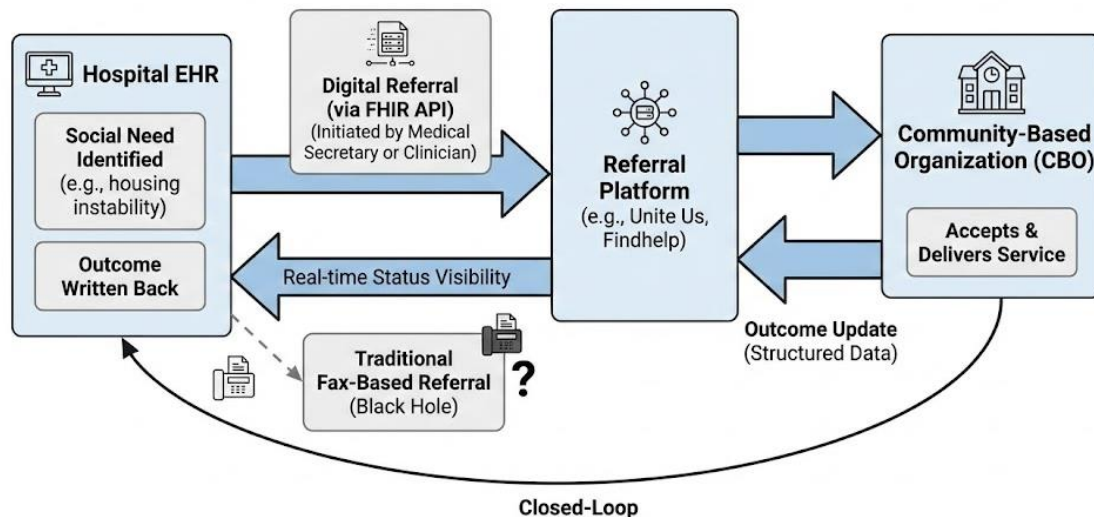 Hospital EHR
Social Need
Identified
(e.g., housing
instability)
Outcome
Written Back
Digital Referral
(via FHIR API)
(Initiated by Medical
Secretary or Clinician)
Real-time Status Visibility
Traditional
Fax-Based Referral
(Black Hole)
?
Referral
Platform
(e.g., Unite Us,
Findhelp)
Community-Based
Organization (CBO)
Accepts &
Delivers Service
Outcome Update
(Structured Data)
Closed-Loop